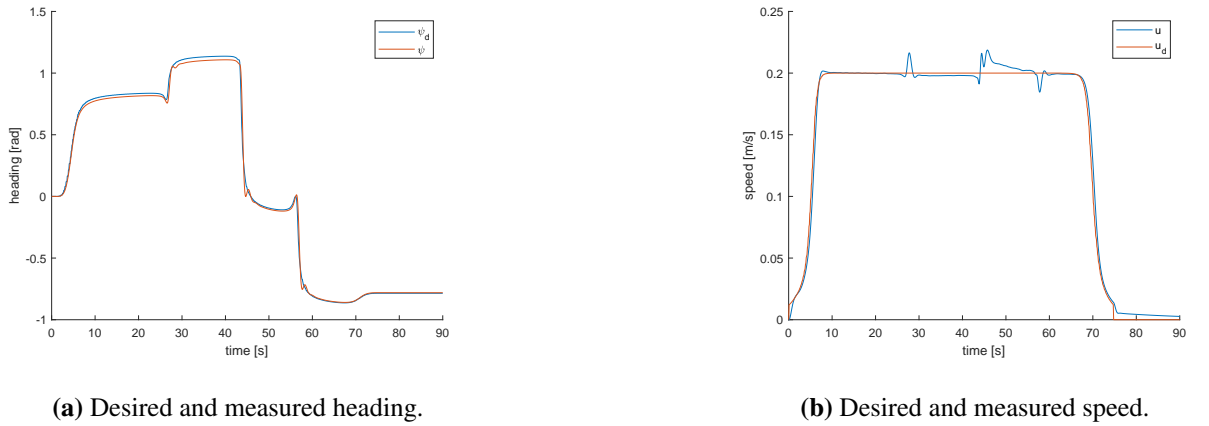 1.5
ψd
ψ
1
0.5
0
-0.5
-1
heading [rad]
0 10 20 30 40 50 60 70 80 90
time [s]
(a) Desired and measured heading.
0.25
u
ud
0.2
0.15
0.1
0.05
0
speed [m/s]
0 10 20 30 40 50 60 70 80 90
time [s]
(b) Desired and measured speed.